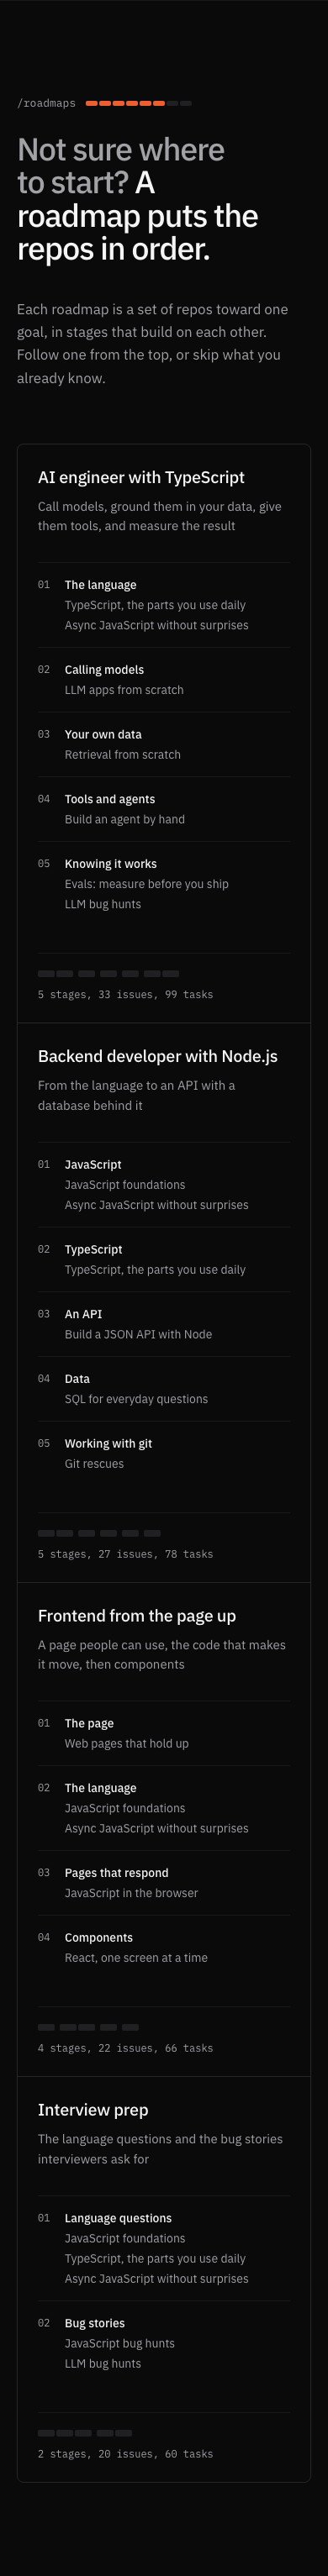 /roadmaps
Not sure where
to start? A
roadmap puts the
repos in order.
Each roadmap is a set of repos toward one
goal, in stages that build on each other.
Follow one from the top, or skip what you
already know.
AI engineer with TypeScript
Call models, ground them in your data, give
them tools, and measure the result
01 The language
TypeScript, the parts you use daily
Async JavaScript without surprises
02 Calling models
LLM apps from scratch
03 Your own data
Retrieval from scratch
04 Tools and agents
Build an agent by hand
05 Knowing it works
Evals: measure before you ship
LLM bug hunts
5 stages, 33 issues, 99 tasks
Backend developer with Node.js
From the language to an API with a
database behind it
01 JavaScript
JavaScript foundations
Async JavaScript without surprises
02 TypeScript
TypeScript, the parts you use daily
03 An API
Build a JSON API with Node
04 Data
SQL for everyday questions
05 Working with git
Git rescues
5 stages, 27 issues, 78 tasks
Frontend from the page up
A page people can use, the code that makes
it move, then components
01 The page
Web pages that hold up
02 The language
JavaScript foundations
Async JavaScript without surprises
03 Pages that respond
JavaScript in the browser
04 Components
React, one screen at a time
4 stages, 22 issues, 66 tasks
Interview prep
The language questions and the bug stories
interviewers ask for
01 Language questions
JavaScript foundations
TypeScript, the parts you use daily
Async JavaScript without surprises
02 Bug stories
JavaScript bug hunts
LLM bug hunts
2 stages, 20 issues, 60 tasks